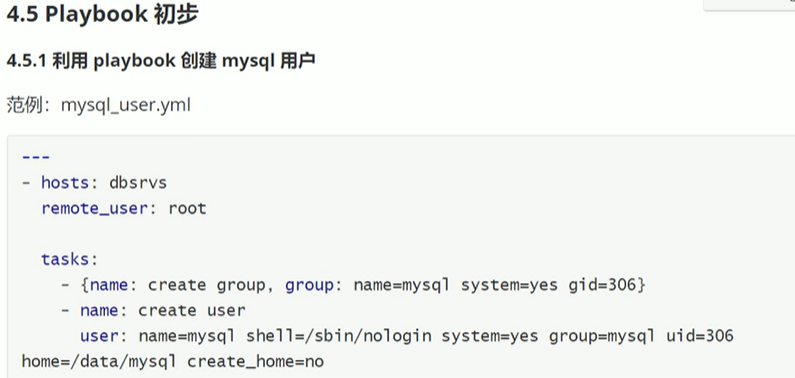 4.5 Playbook 初步
4.5.1 利用 playbook 创建 mysql 用户
范例：mysql_user.yml
---
- hosts: dbsrvs
  remote_user: root

  tasks:
    - {name: create group, group: name=mysql system=yes gid=306}
    - name: create user
      user: name=mysql shell=/sbin/nologin system=yes group=mysql uid=306
home=/data/mysql create_home=no